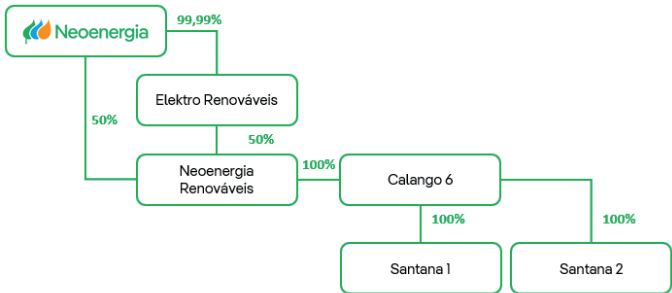 Neoenergia
99,99%
Elektro Renováveis
50%
50%
Neoenergia
Renováveis
100%
Calango 6
100%
100%
Santana 1
Santana 2